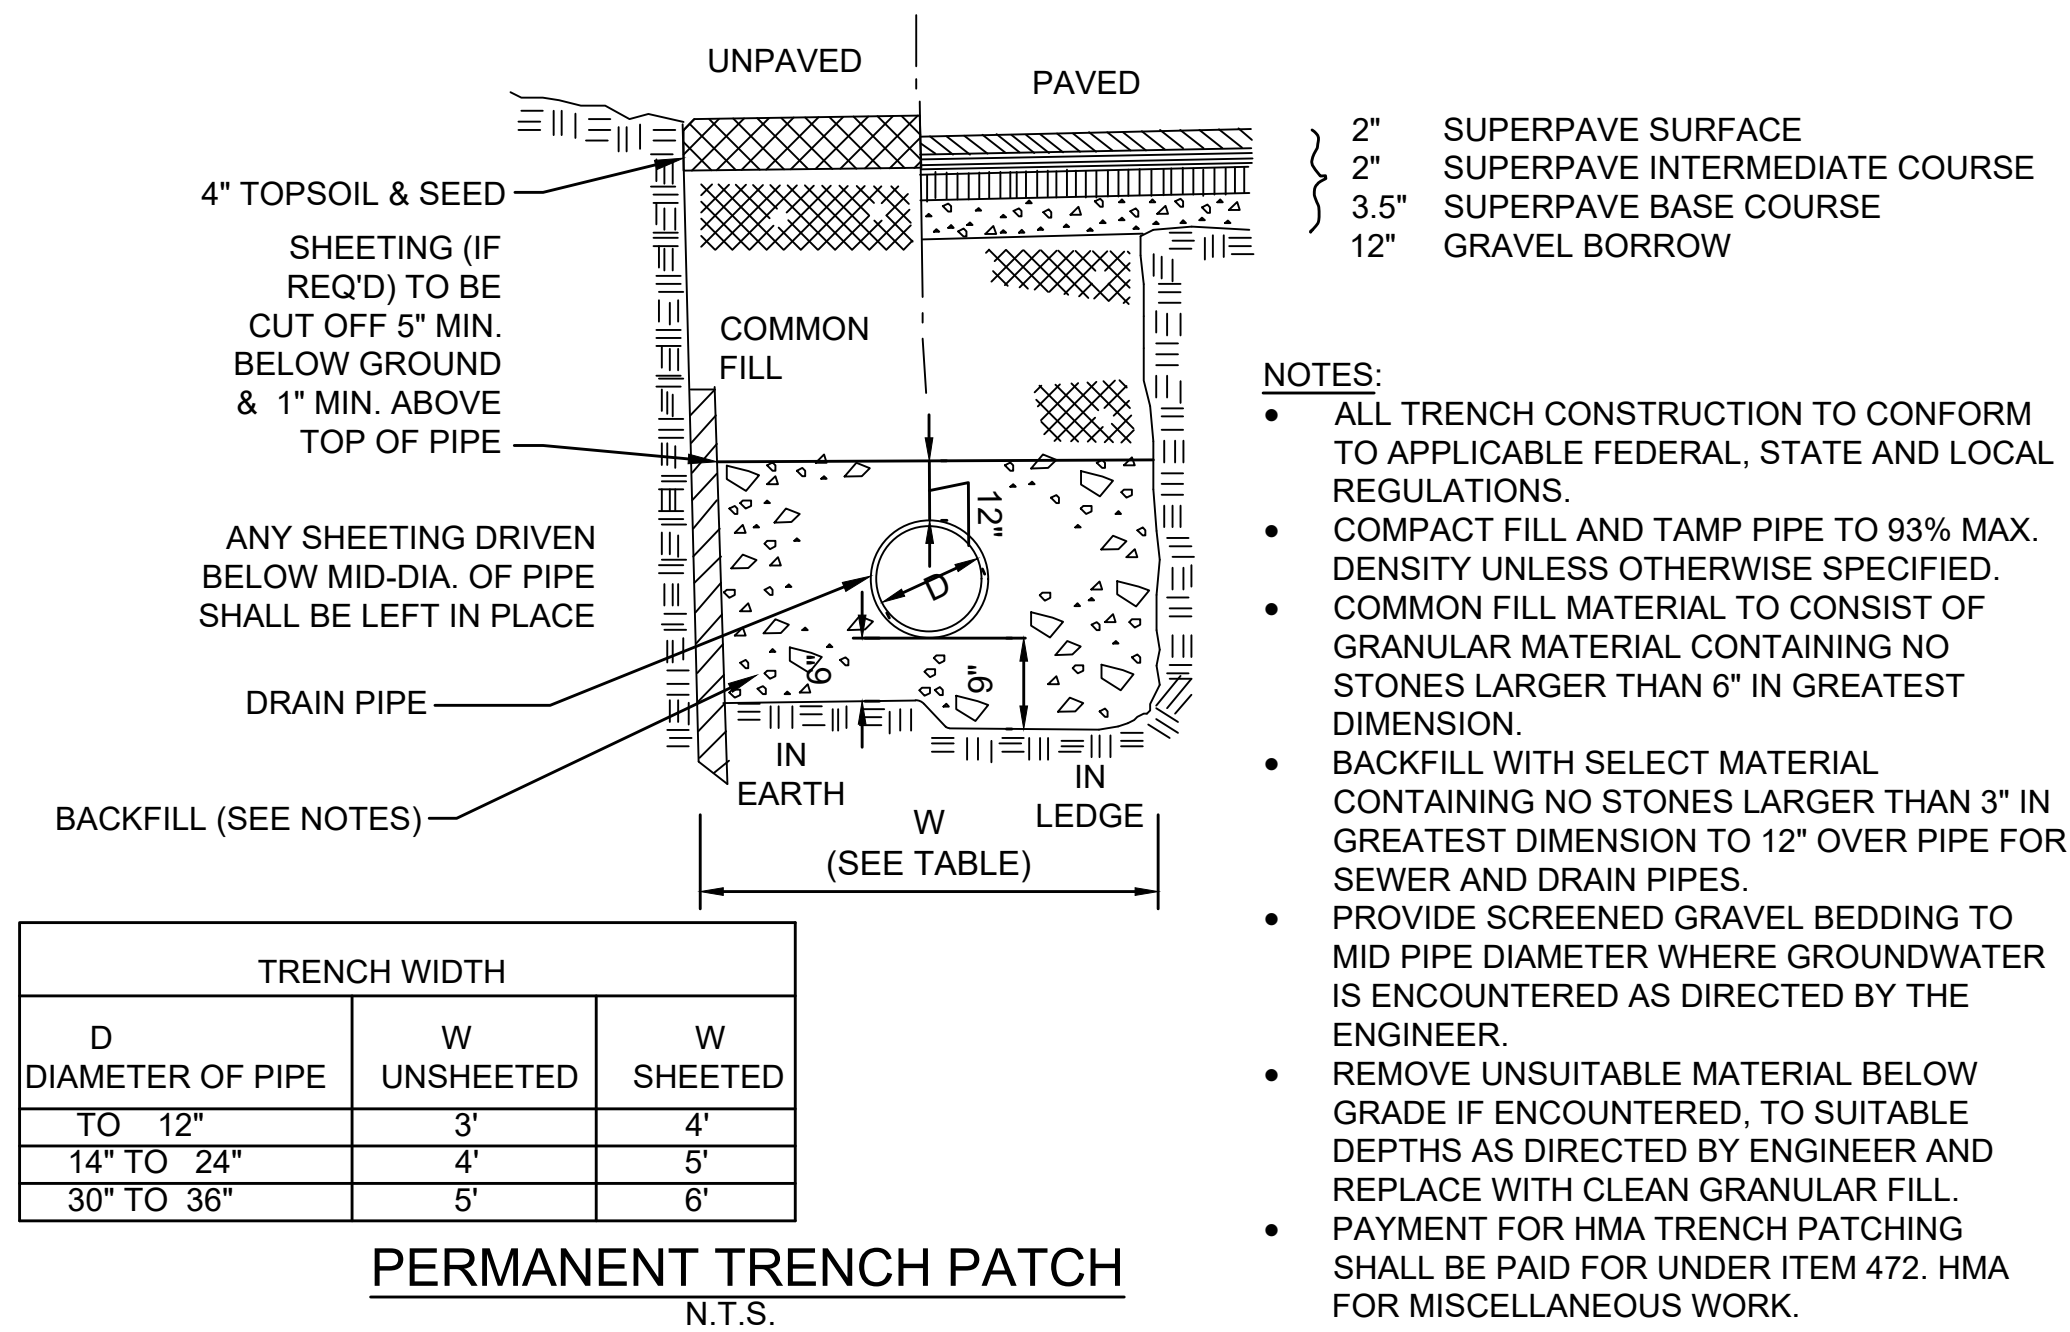 UNPAVED
PAVED
2" SUPERPAVE SURFACE
2" SUPERPAVE INTERMEDIATE COURSE
3.5" SUPERPAVE BASE COURSE
12" GRAVEL BORROW
4" TOPSOIL & SEED
SHEETING (IF
REQ'D) TO BE
CUT OFF 5" MIN.
BELOW GROUND
& 1" MIN. ABOVE
TOP OF PIPE
COMMON
FILL
12"
D
ANY SHEETING DRIVEN
BELOW MID-DIA. OF PIPE
SHALL BE LEFT IN PLACE
6"
6"
DRAIN PIPE
BACKFILL (SEE NOTES)
IN
EARTH
IN
LEDGE
W
(SEE TABLE)
NOTES:
• ALL TRENCH CONSTRUCTION TO CONFORM
TO APPLICABLE FEDERAL, STATE AND LOCAL
REGULATIONS.
• COMPACT FILL AND TAMP PIPE TO 93% MAX.
DENSITY UNLESS OTHERWISE SPECIFIED.
• COMMON FILL MATERIAL TO CONSIST OF
GRANULAR MATERIAL CONTAINING NO
STONES LARGER THAN 6" IN GREATEST
DIMENSION.
• BACKFILL WITH SELECT MATERIAL
CONTAINING NO STONES LARGER THAN 3" IN
GREATEST DIMENSION TO 12" OVER PIPE FOR
SEWER AND DRAIN PIPES.
• PROVIDE SCREENED GRAVEL BEDDING TO
MID PIPE DIAMETER WHERE GROUNDWATER
IS ENCOUNTERED AS DIRECTED BY THE
ENGINEER.
• REMOVE UNSUITABLE MATERIAL BELOW
GRADE IF ENCOUNTERED, TO SUITABLE
DEPTHS AS DIRECTED BY ENGINEER AND
REPLACE WITH CLEAN GRANULAR FILL.
• PAYMENT FOR HMA TRENCH PATCHING
SHALL BE PAID FOR UNDER ITEM 472. HMA
FOR MISCELLANEOUS WORK.
TRENCH WIDTH
D W W
DIAMETER OF PIPE UNSHEETED SHEETED
TO 12" 3' 4'
14" TO 24" 4' 5'
30" TO 36" 5' 6'
PERMANENT TRENCH PATCH
N.T.S.